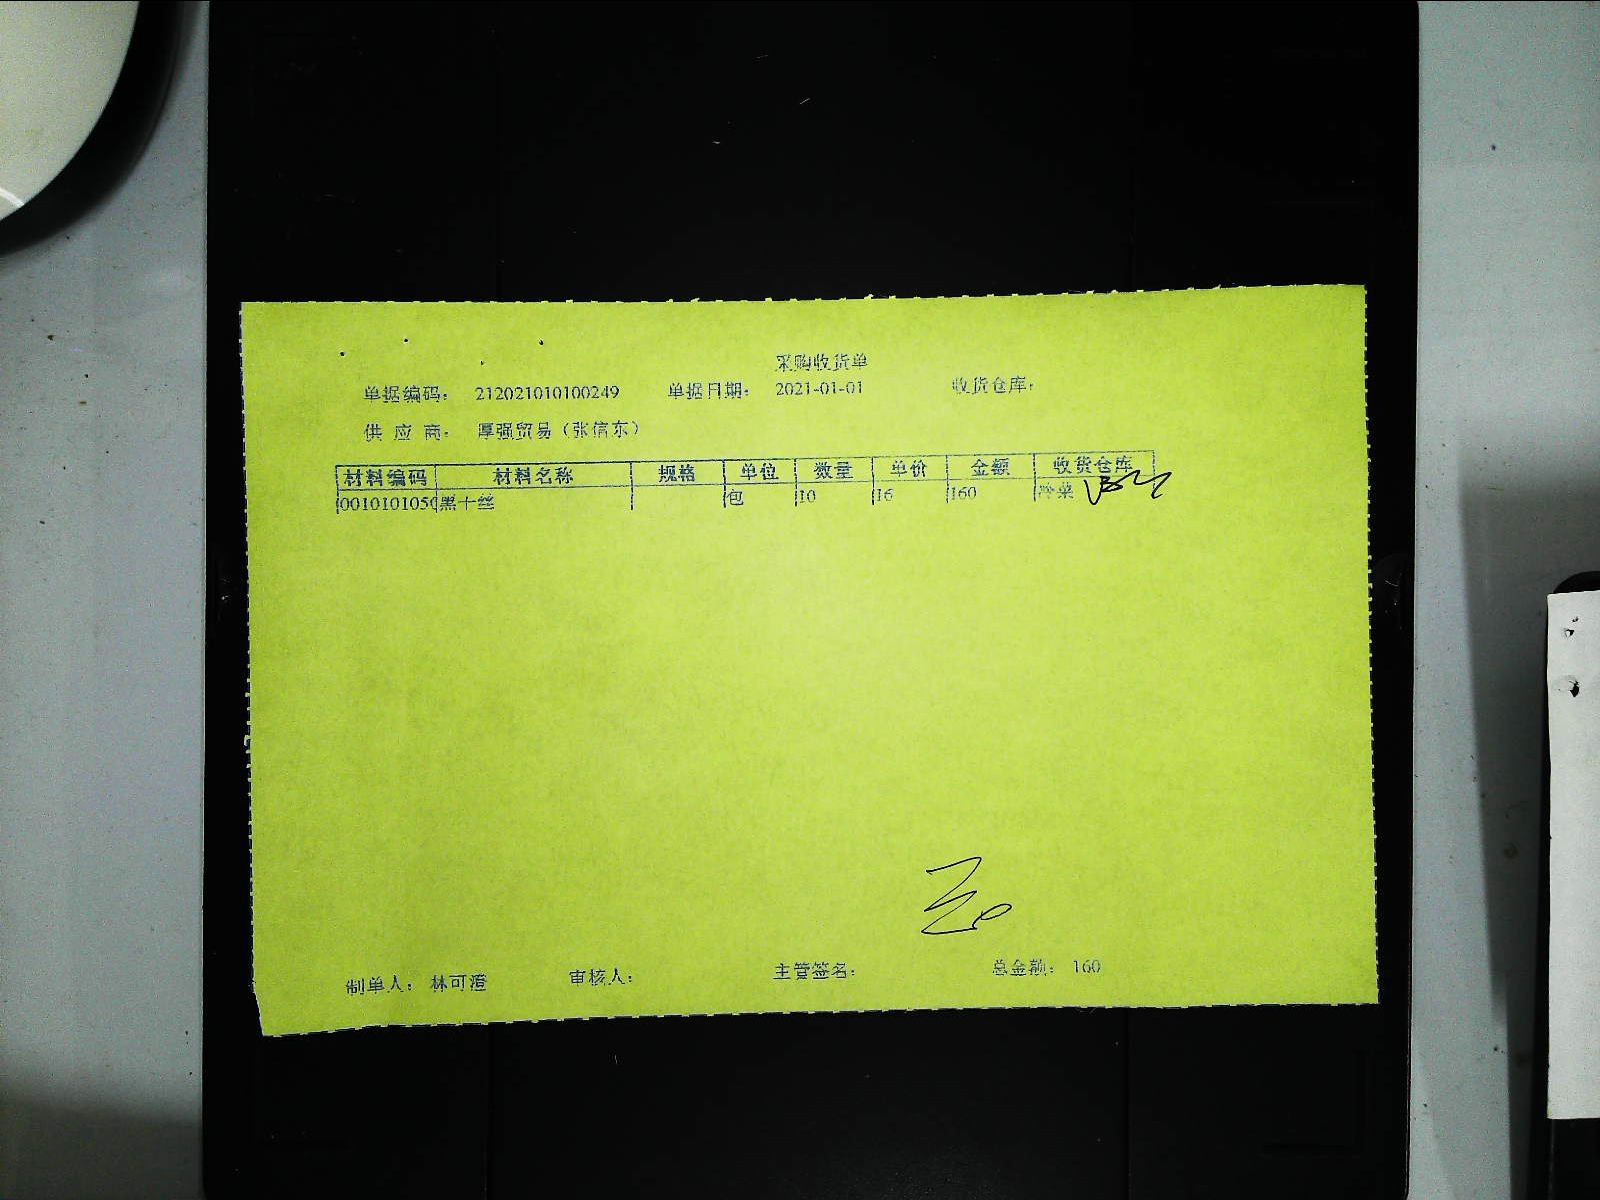 采购收货单
单据编码： 212021010100249 单据日期： 2021-01-01 收货仓库：
供 应 商： 厚强贸易（张信东）
材料编码 材料名称 规格 单位 数量 单价 金额 收货仓库
0010101050 黑千丝 包 10 16 160 冷菜
制单人： 林可澄 审核人： 主管签名： 总金额： 160